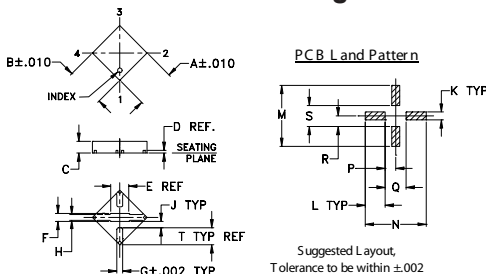 3
4
2
B±.010
A±.010
INDEX
1
D REF.
SEATING
PLANE
C
E REF
J TYP
F
T TYP REF
H
G±.002 TYP
PCB Land Pattern
K TYP
M
S
R
P
Q
L TYP
N
Suggested Layout,
Tolerance to be within ±.002